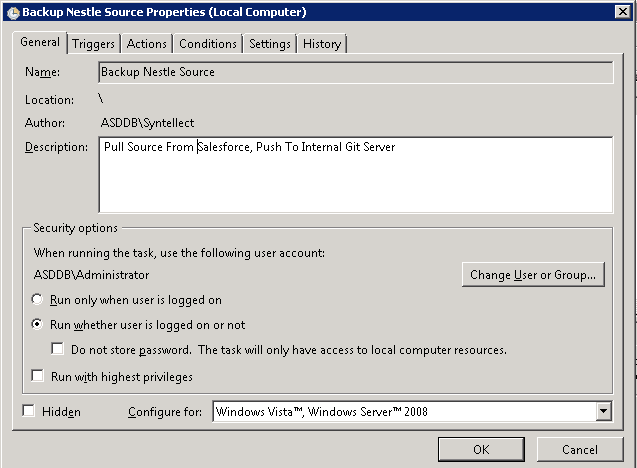 Backup Nestle Source Properties (Local Computer)
General Triggers Actions Conditions Settings History
Name: Backup Nestle Source
Location: \
Author: ASDDB\Syntellect
Description: Pull Source From Salesforce, Push To Internal Git Server
Security options
When running the task, use the following user account:
ASDDB\Administrator Change User or Group...
Run only when user is logged on
Run whether user is logged on or not
Do not store password. The task will only have access to local computer resources.
Run with highest privileges
Hidden Configure for: Windows Vista™, Windows Server™ 2008
OK Cancel